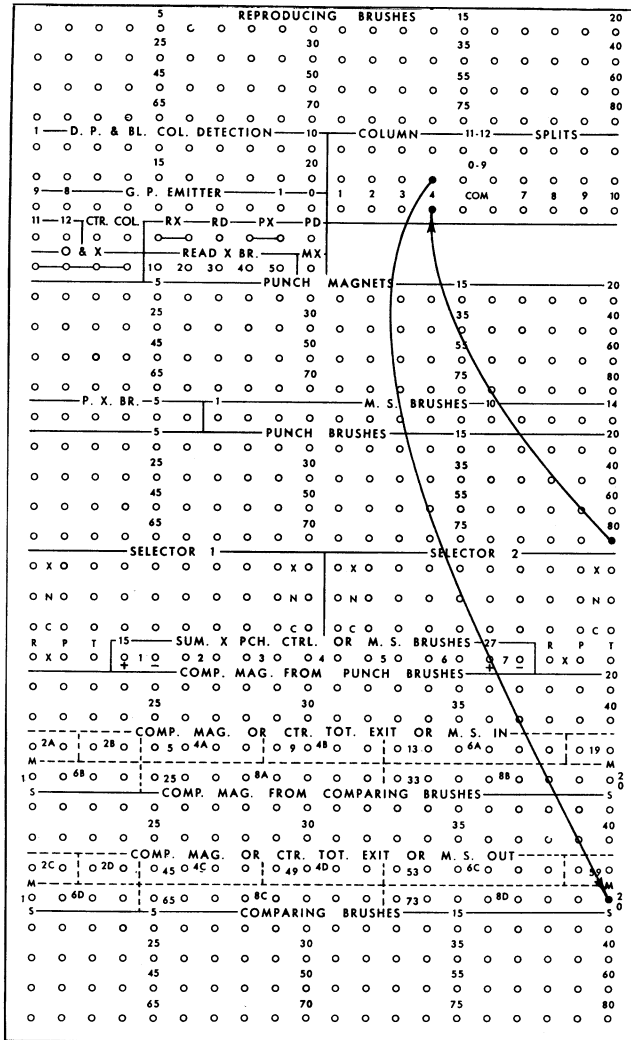 5 REPRODUCING BRUSHES 15 20
25 30 35 40
45 50 55 60
65 70 75 80
1 D. P. & BL. COL. DETECTION 10 COLUMN 11-12 SPLITS
15 20 0-9
9 8 G. P. EMITTER 1 0 1 2 3 4 COM 7 8 9 10
11 12 CTR. COL. RX RD PX PD
O & X READ X BR. MX
10 20 30 40 50
5 PUNCH MAGNETS 15 20
25 30 35 40
45 50 55 60
65 70 75 80
P. X. BR. 5 1 M. S. BRUSHES 10 14
5 PUNCH BRUSHES 15 20
25 30 35 40
45 50 55 60
65 70 75 80
SELECTOR 1 SELECTOR 2
X X X X
N N N N
C C C C
R P T 15 SUM. X PCH. CTRL. OR M. S. BRUSHES 27 R P T
X 1 2 3 4 5 6 7 X
+ - + -
COMP. MAG. FROM PUNCH BRUSHES 20
25 30 35 40
COMP. MAG. OR CTR. TOT. EXIT OR M. S. IN
2A 2B 5 4A 9 4B 13 6A 19
M M
1 6B 25 8A 33 8B 20
S COMP. MAG. FROM COMPARING BRUSHES S
25 30 35 40
COMP. MAG. OR CTR. TOT. EXIT OR M. S. OUT
2C 2D 45 4C 49 4D 53 6C 59
M M
1 6D 65 8C 73 8D 20
S 5 COMPARING BRUSHES 15 S
25 30 35 40
45 50 55 60
65 70 75 80